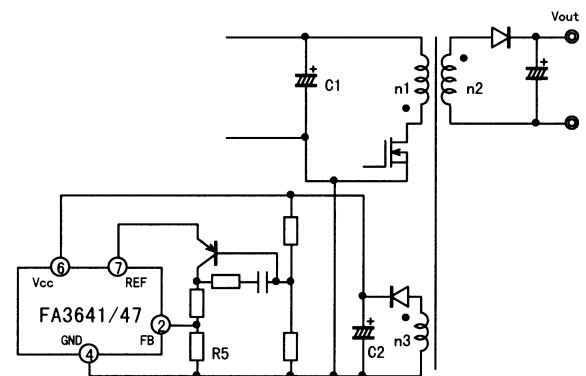 Vout
+
+
C1
n1
n2
6
7
Vcc
REF
FA3641/47
2
GND
FB
4
R5
+
C2
n3